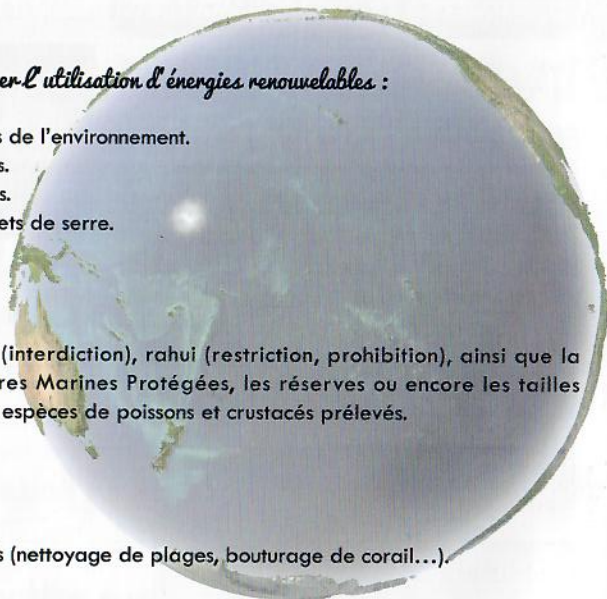 er l'utilisation d'énergies renouvelables :
s de l'environnement.
s.
s.
ets de serre.
(interdiction), rahui (restriction, prohibition), ainsi que la
res Marines Protégées, les réserves ou encore les tailles
espèces de poissons et crustacés prélevés.
s (nettoyage de plages, bouturage de corail...).